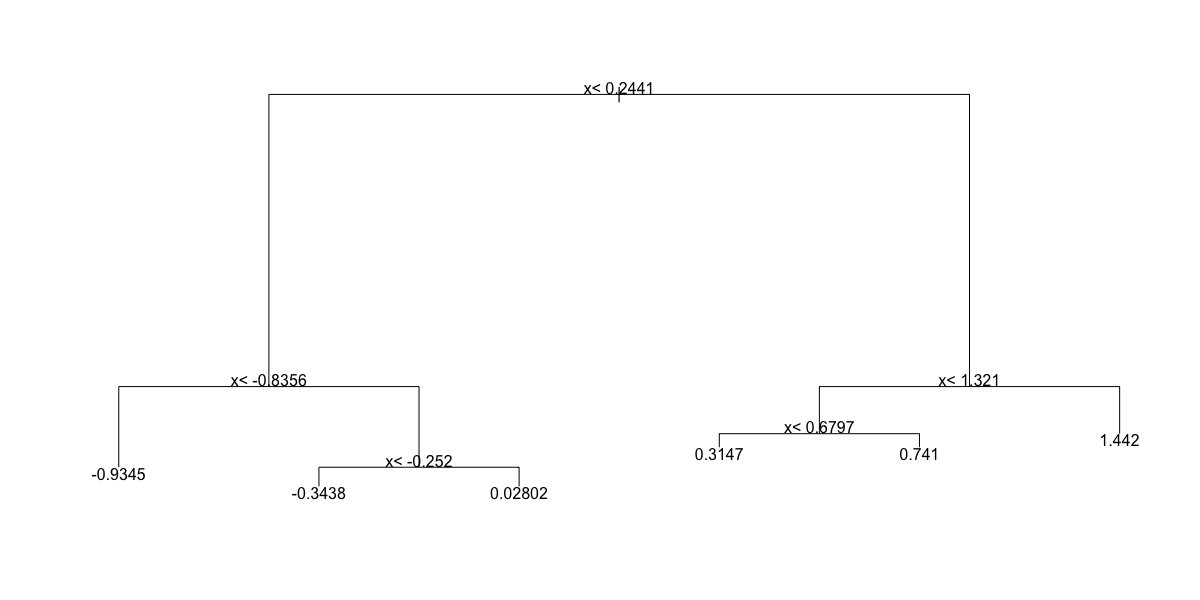 x< 0.2441
x< -0.8356
x< 1.321
x< 0.6797
1.442
0.3147
0.741
x< -0.252
-0.9345
-0.3438
0.02802